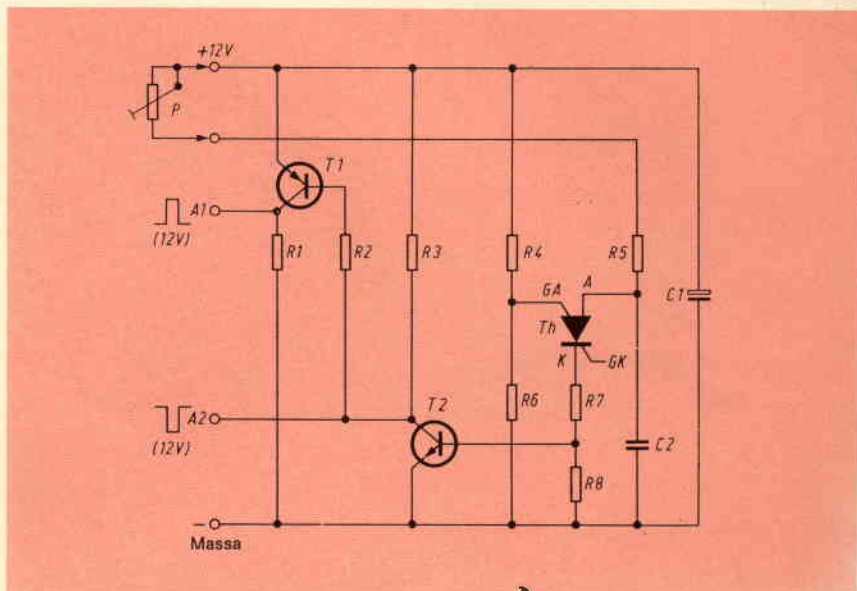 +12V
P
T1
A1
(12V)
R1
R2
R3
R4
R5
GA
A
C1
Th
K
GK
A2
(12V)
T2
R6
R7
C2
R8
−
Massa